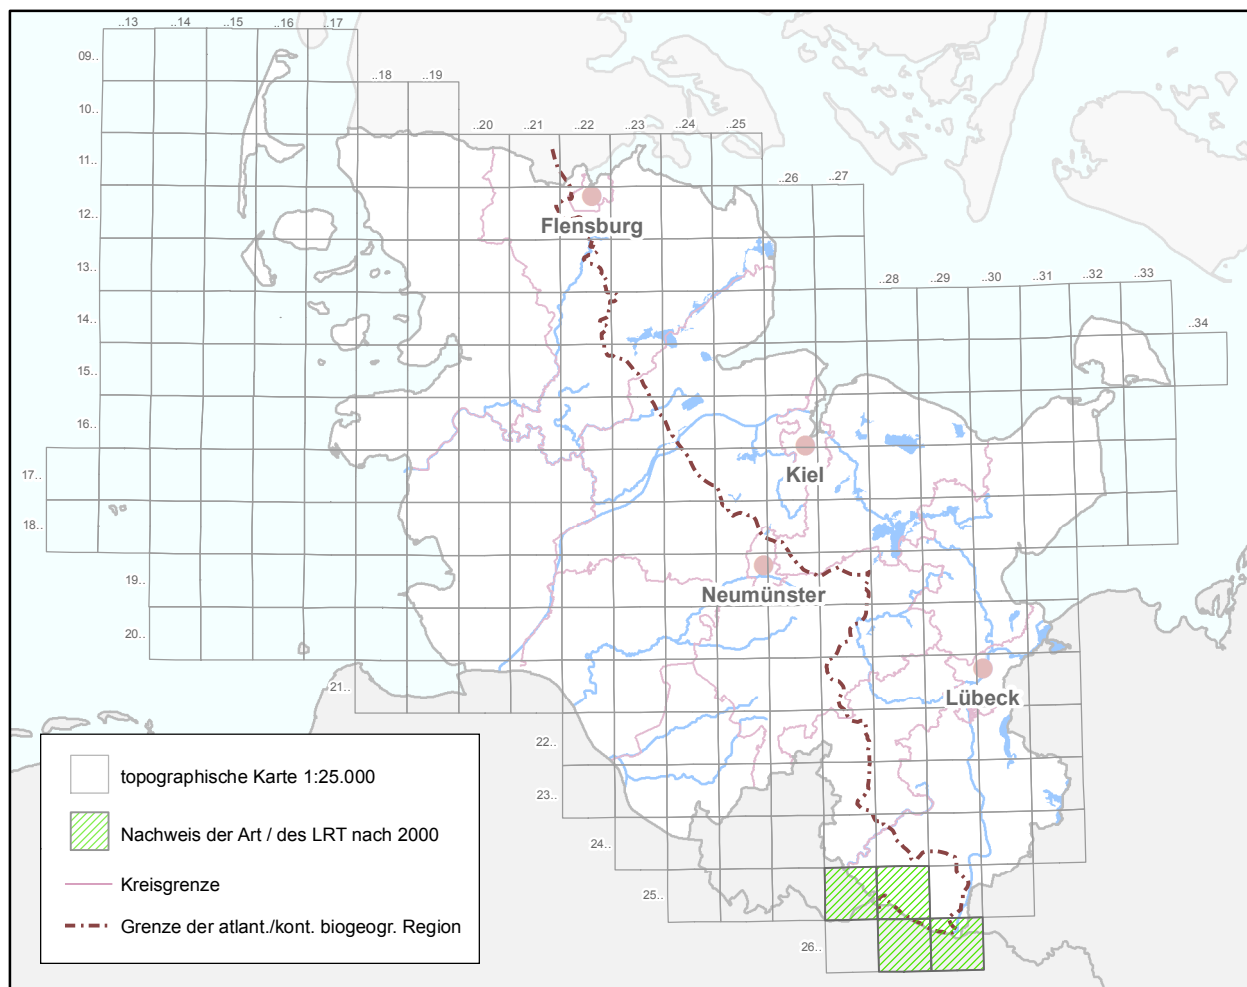 ..13 ..14 ..15 ..16 ..17
..18 ..19
..20 ..21 ..22 ..23 ..24 ..25
..26 ..27
..28 ..29 ..30 ..31 ..32 ..33
..34
09..
10..
11..
12..
13..
14..
15..
16..
17..
18..
19..
20..
21..
22..
23..
24..
25..
26..
Flensburg
Kiel
Neumünster
Lübeck
topographische Karte 1:25.000
Nachweis der Art / des LRT nach 2000
Kreisgrenze
Grenze der atlant./kont. biogeogr. Region